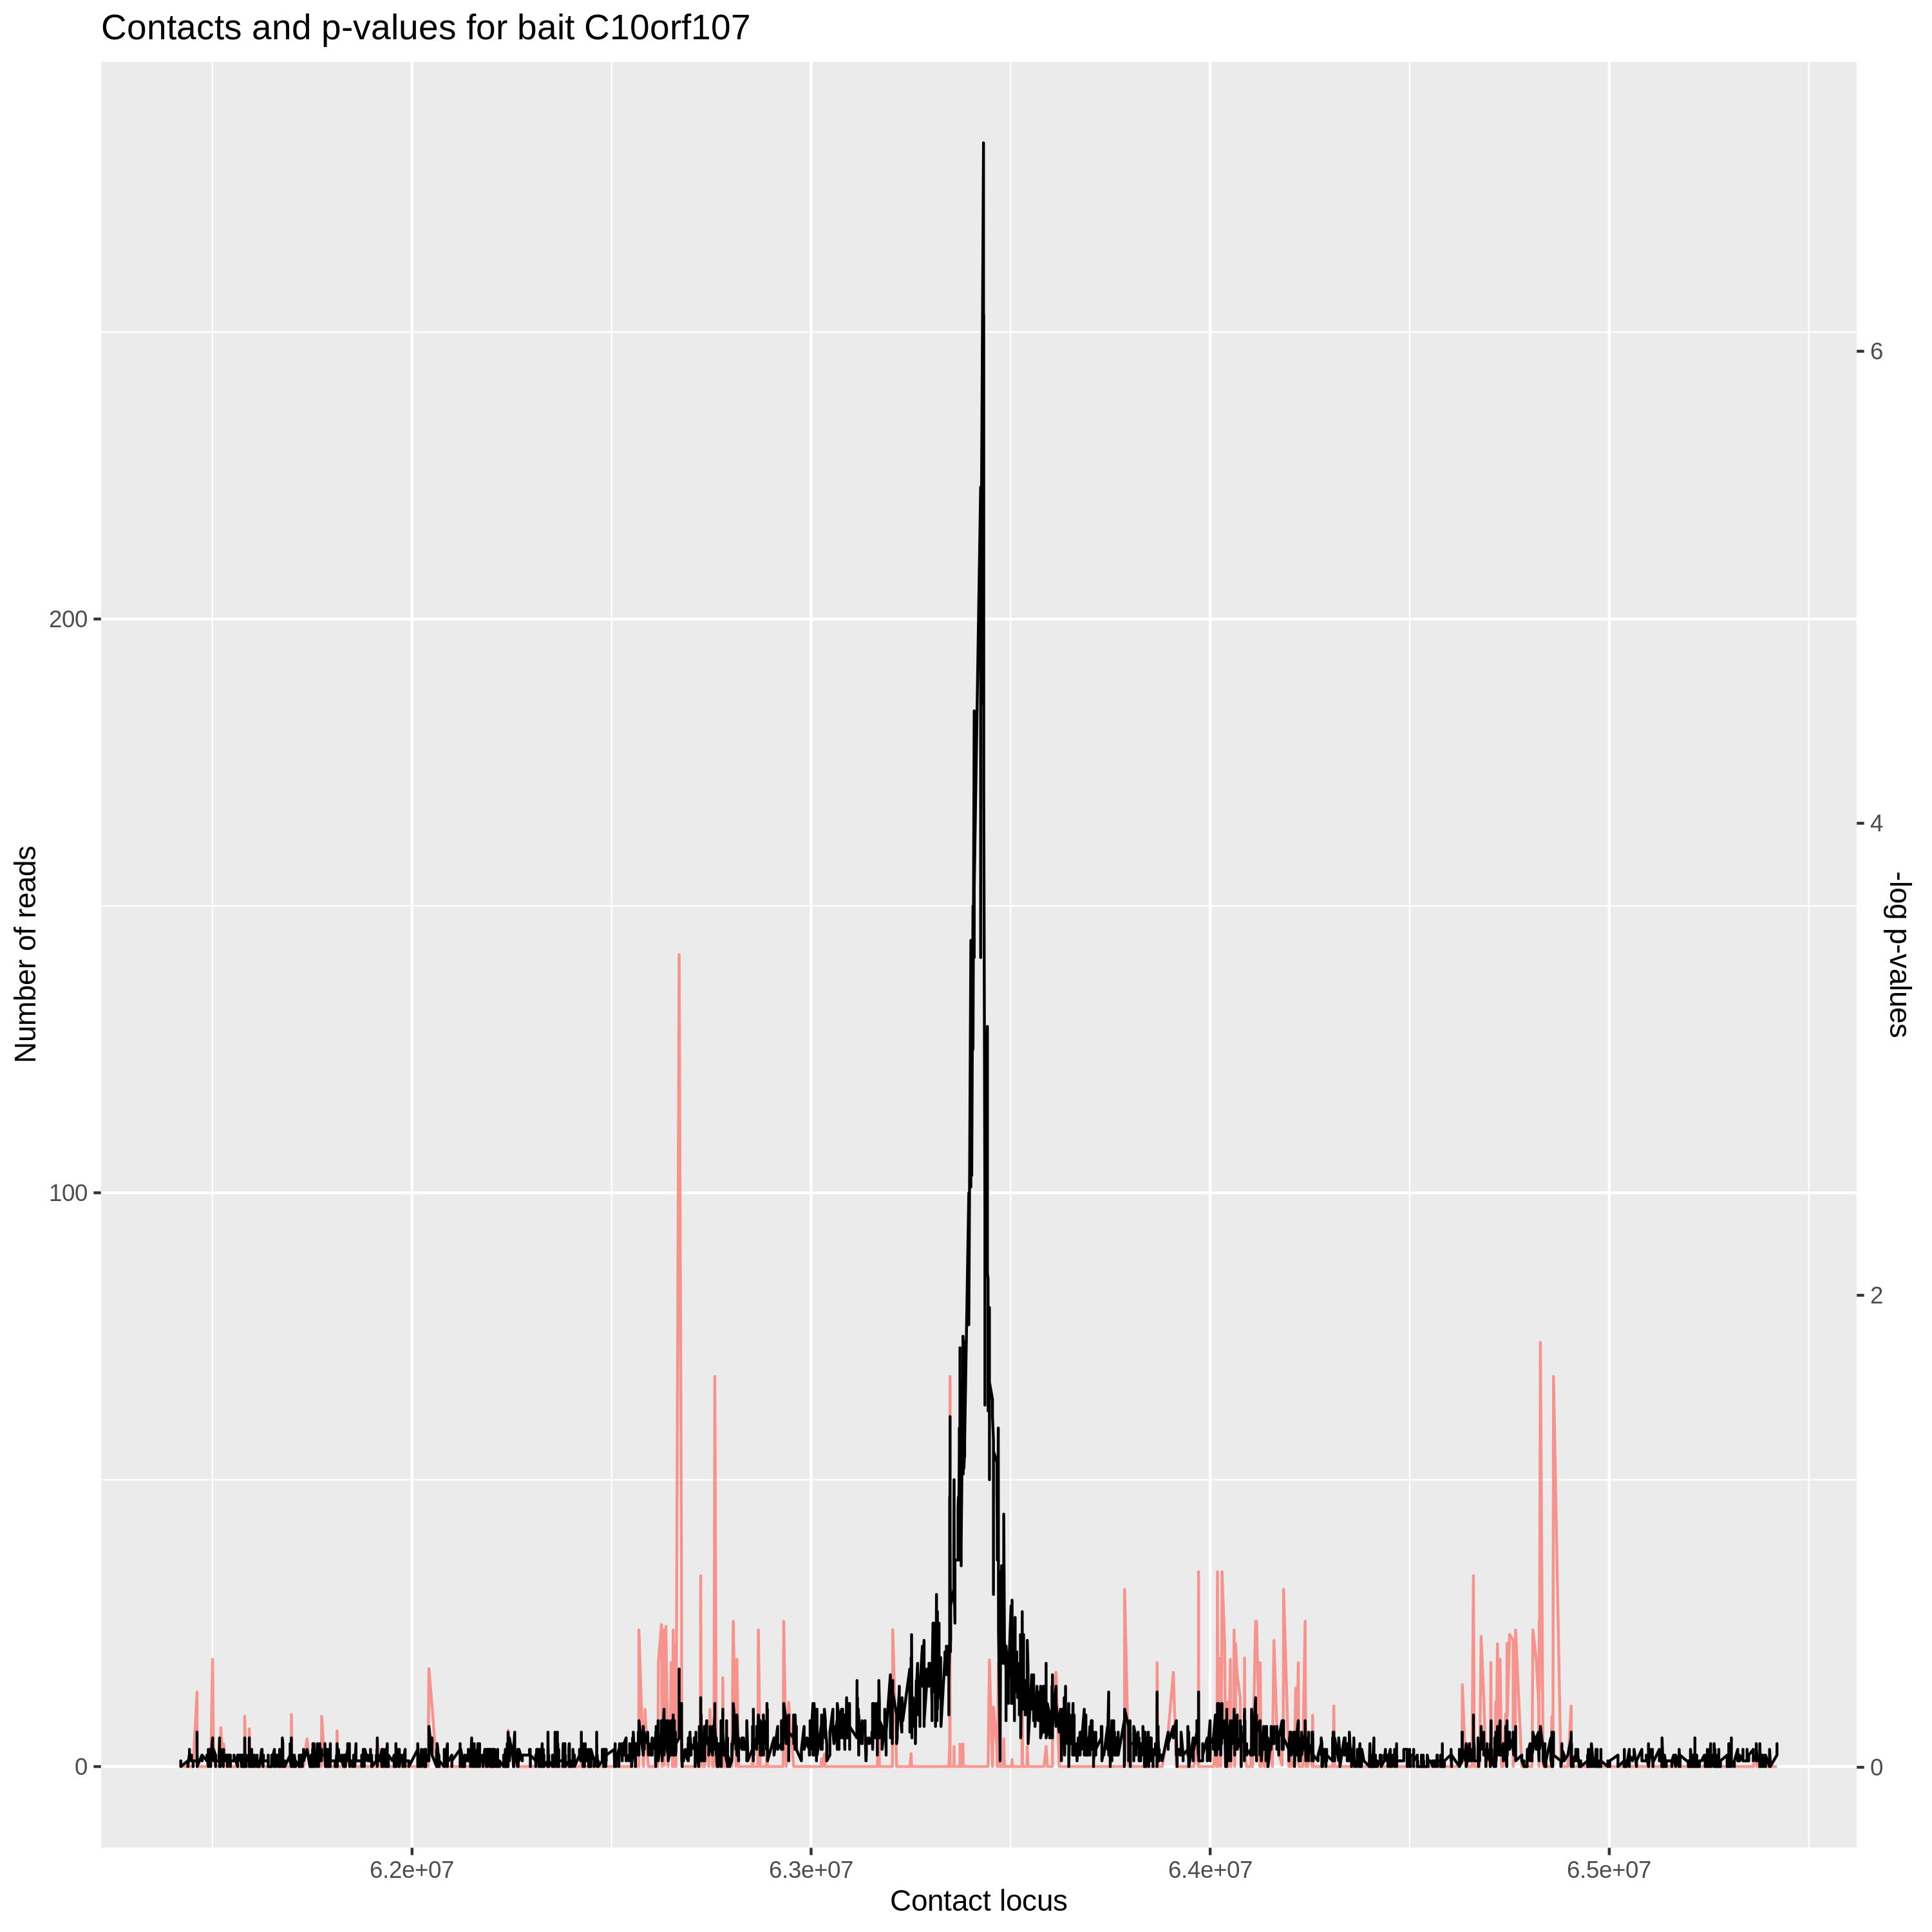 Contacts and p-values for bait C10orf107
Number of reads
200
100
0
6
4
2
0
-log p-values
6.2e+07
6.3e+07
6.4e+07
6.5e+07
Contact locus